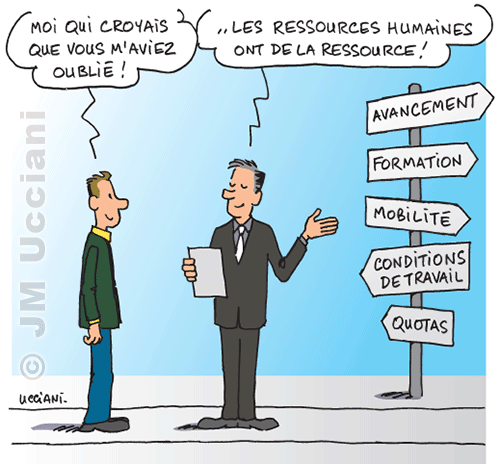 MOI QUI CROYAIS
QUE VOUS M'AVIEZ
OUBLIÉ !
..LES RESSOURCES HUMAINES
ONT DE LA RESSOURCE !
AVANCEMENT
FORMATION
MOBILITÉ
CONDITIONS
DE TRAVAIL
QUOTAS
© JM Ucciani
UCCIANI-